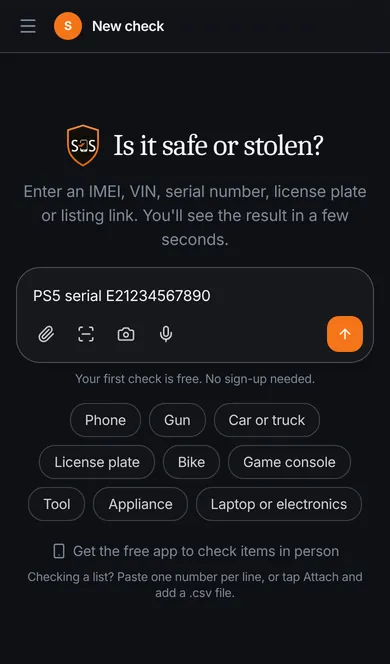 S New check
SOS Is it safe or stolen?
Enter an IMEI, VIN, serial number, license plate
or listing link. You'll see the result in a few
seconds.
PS5 serial E21234567890
Your first check is free. No sign-up needed.
Phone Gun Car or truck
License plate Bike Game console
Tool Appliance Laptop or electronics
Get the free app to check items in person
Checking a list? Paste one number per line, or tap Attach and
add a .csv file.